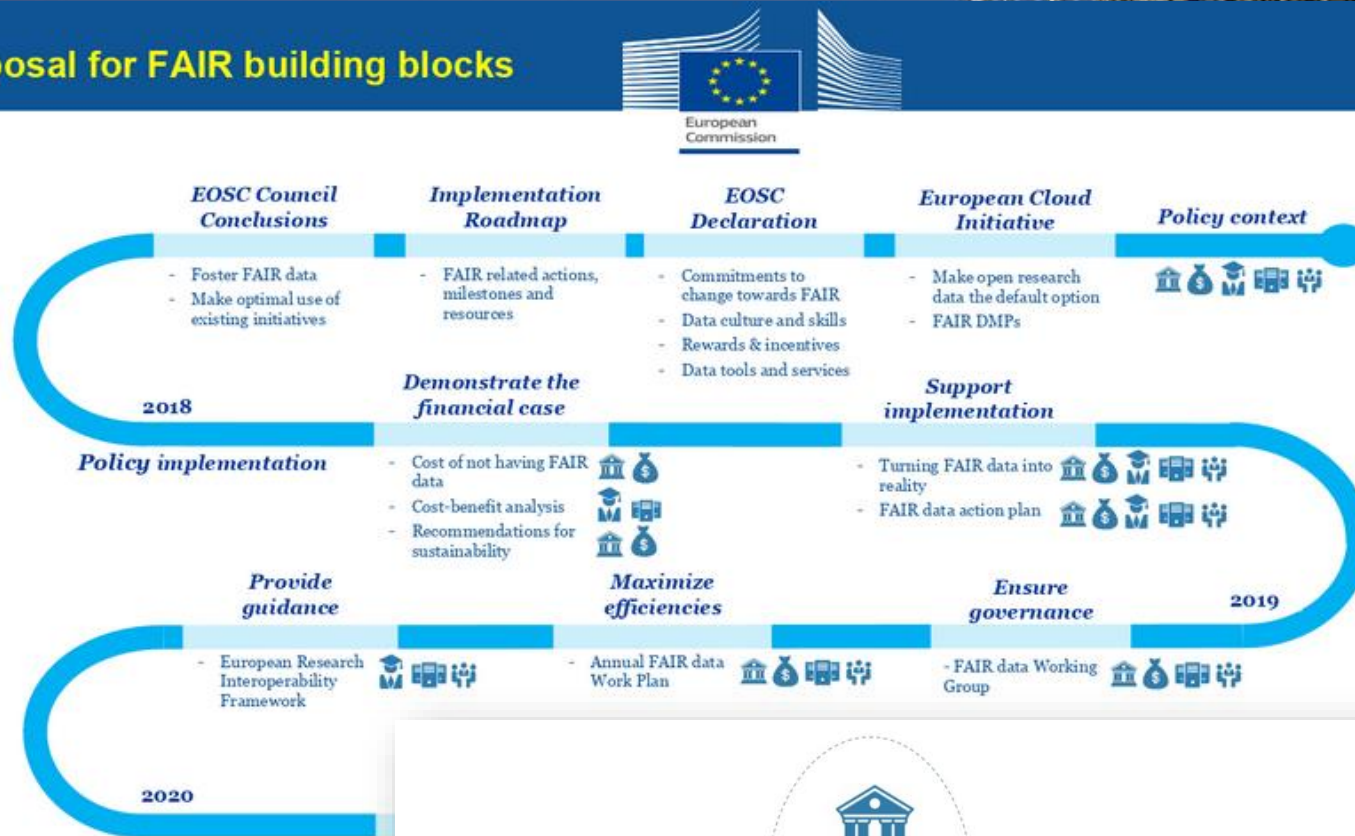 osal for FAIR building blocks
European
Commission
EOSC Council
Conclusions
- Foster FAIR data
- Make optimal use of
existing initiatives
Implementation
Roadmap
- FAIR related actions,
milestones and
resources
EOSC
Declaration
- Commitments to
change towards FAIR
- Data culture and skills
- Rewards & incentives
- Data tools and services
European Cloud
Initiative
- Make open research
data the default option
- FAIR DMPs
Policy context
2018
Policy implementation
Demonstrate the
financial case
- Cost of not having FAIR
data
- Cost-benefit analysis
- Recommendations for
sustainability
Support
implementation
- Turning FAIR data into
reality
- FAIR data action plan
Provide
guidance
- European Research
Interoperability
Framework
Maximize
efficiencies
- Annual FAIR data
Work Plan
Ensure
governance
- FAIR data Working
Group
2019
2020